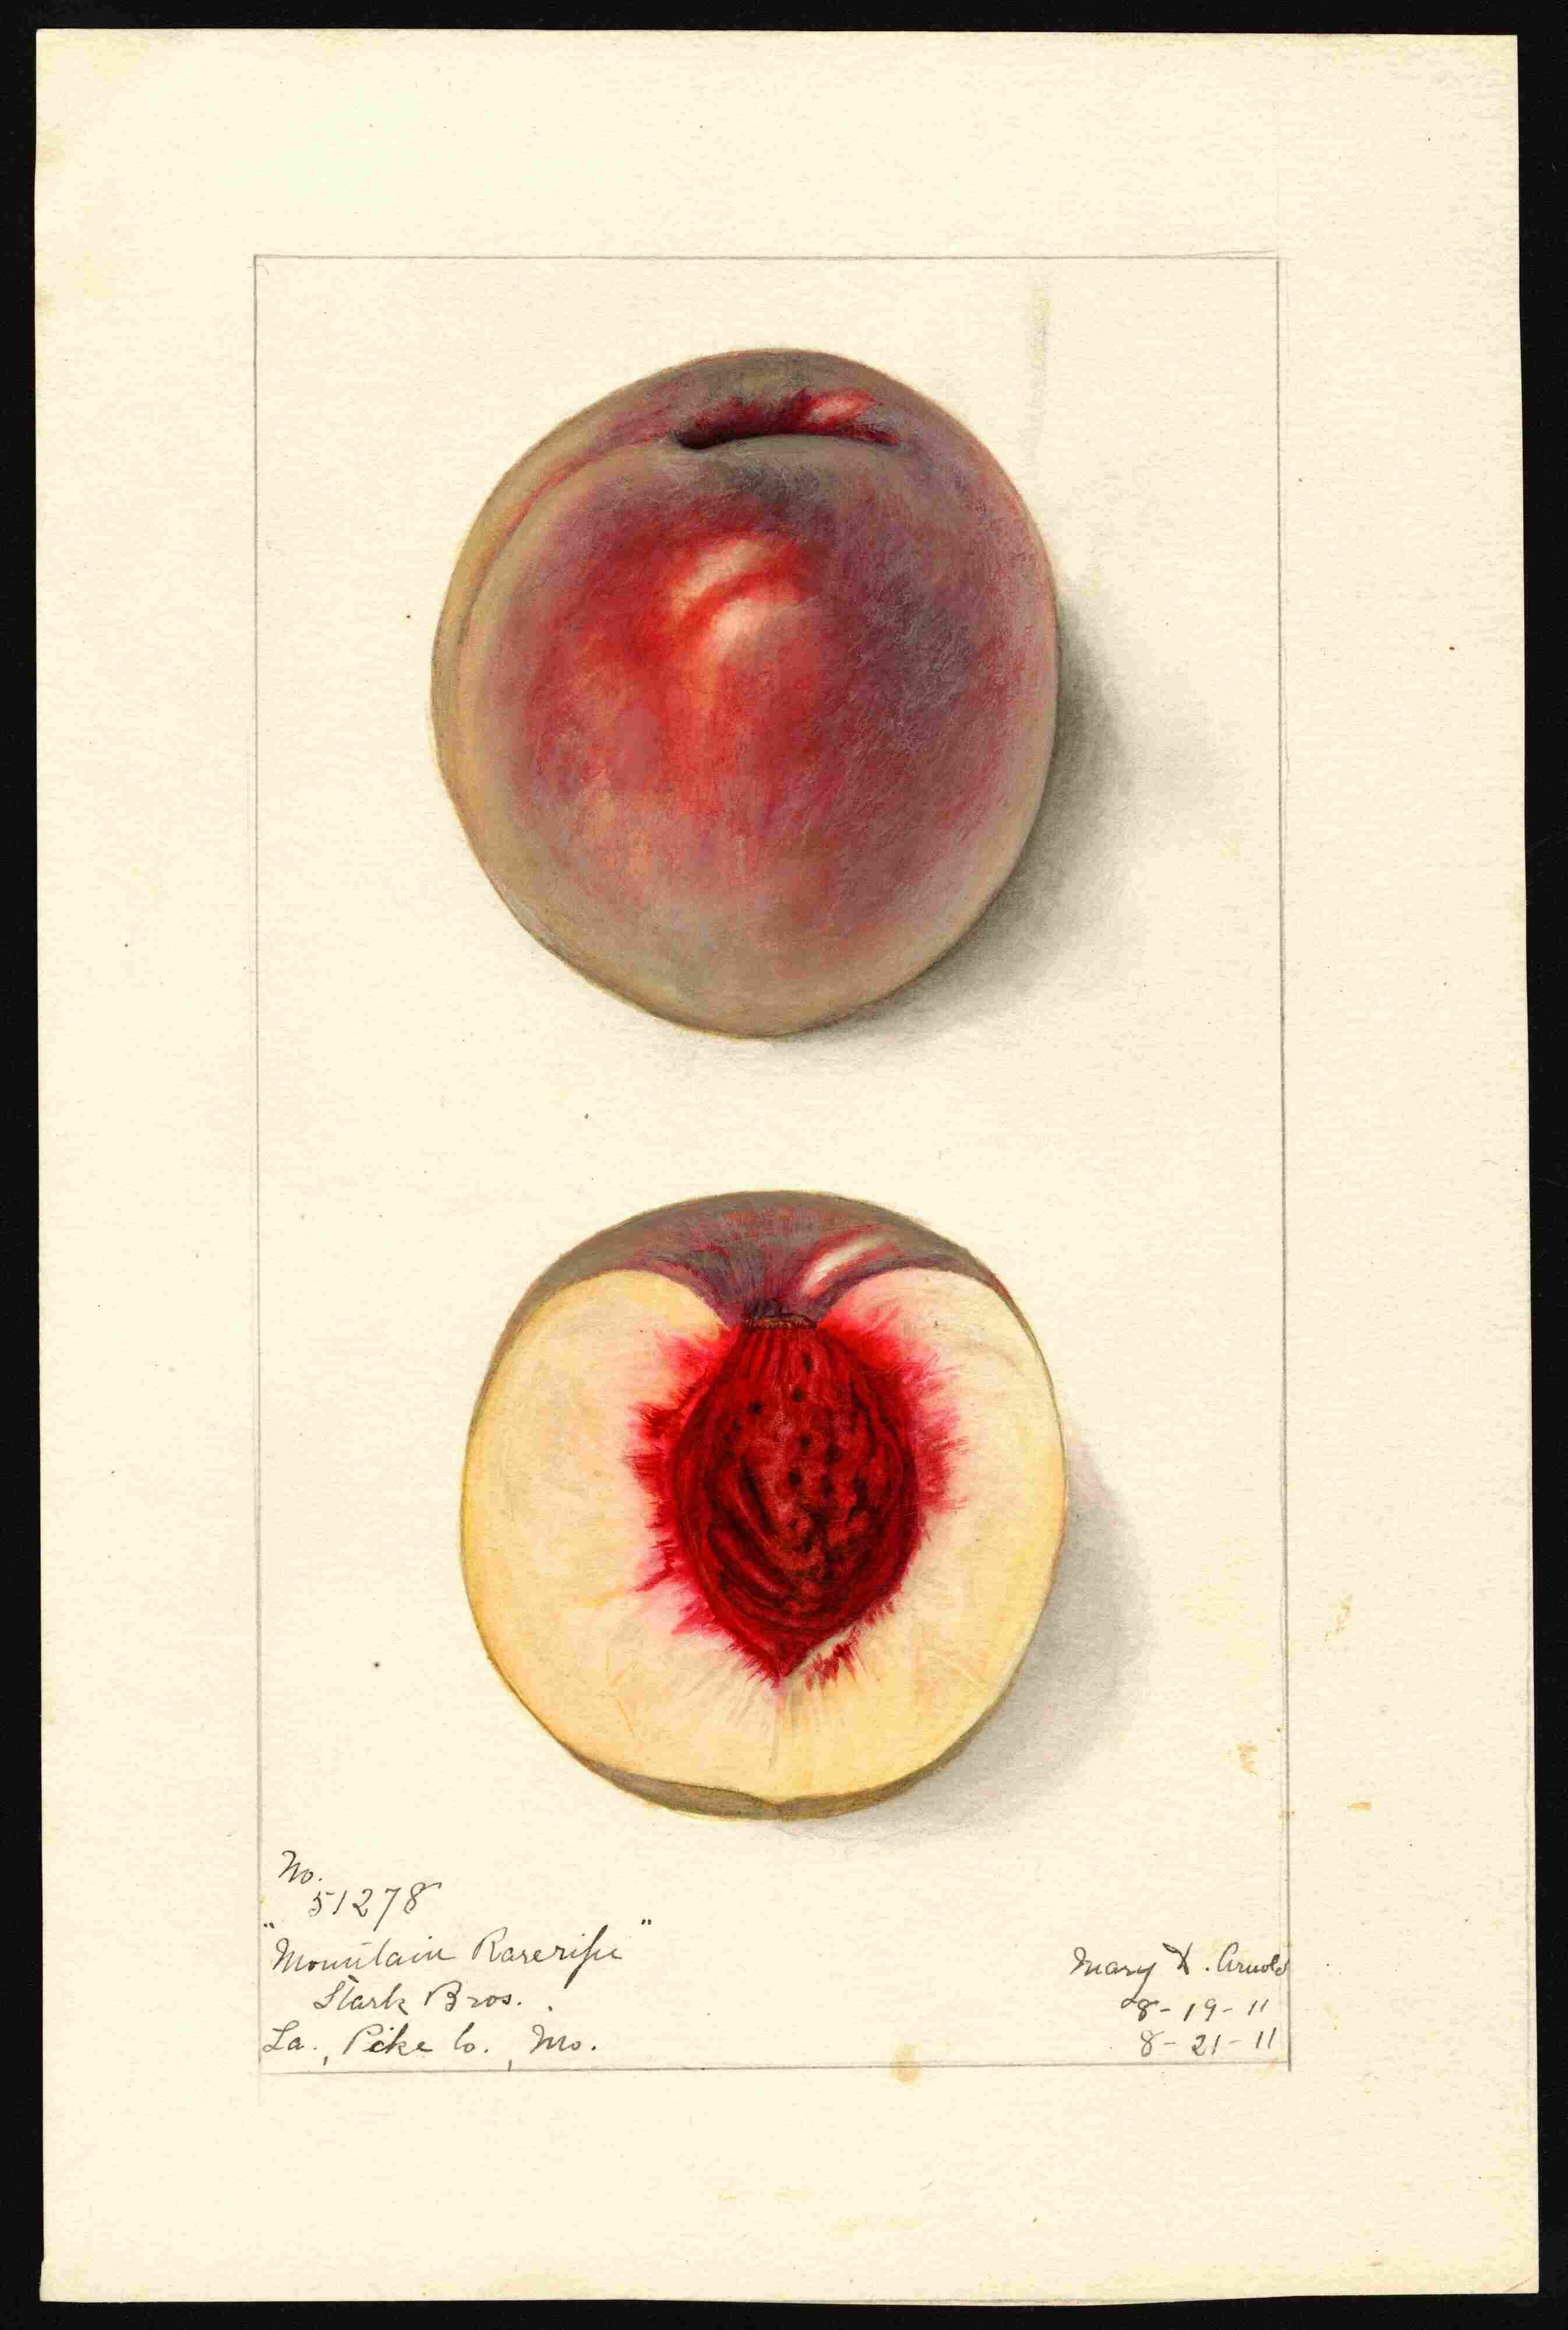 No.
51278
"Mountain Rareripe"
Stark Bros.
La., Pike Co., Mo.
Mary D. Arnold
8-19-11
8-21-11